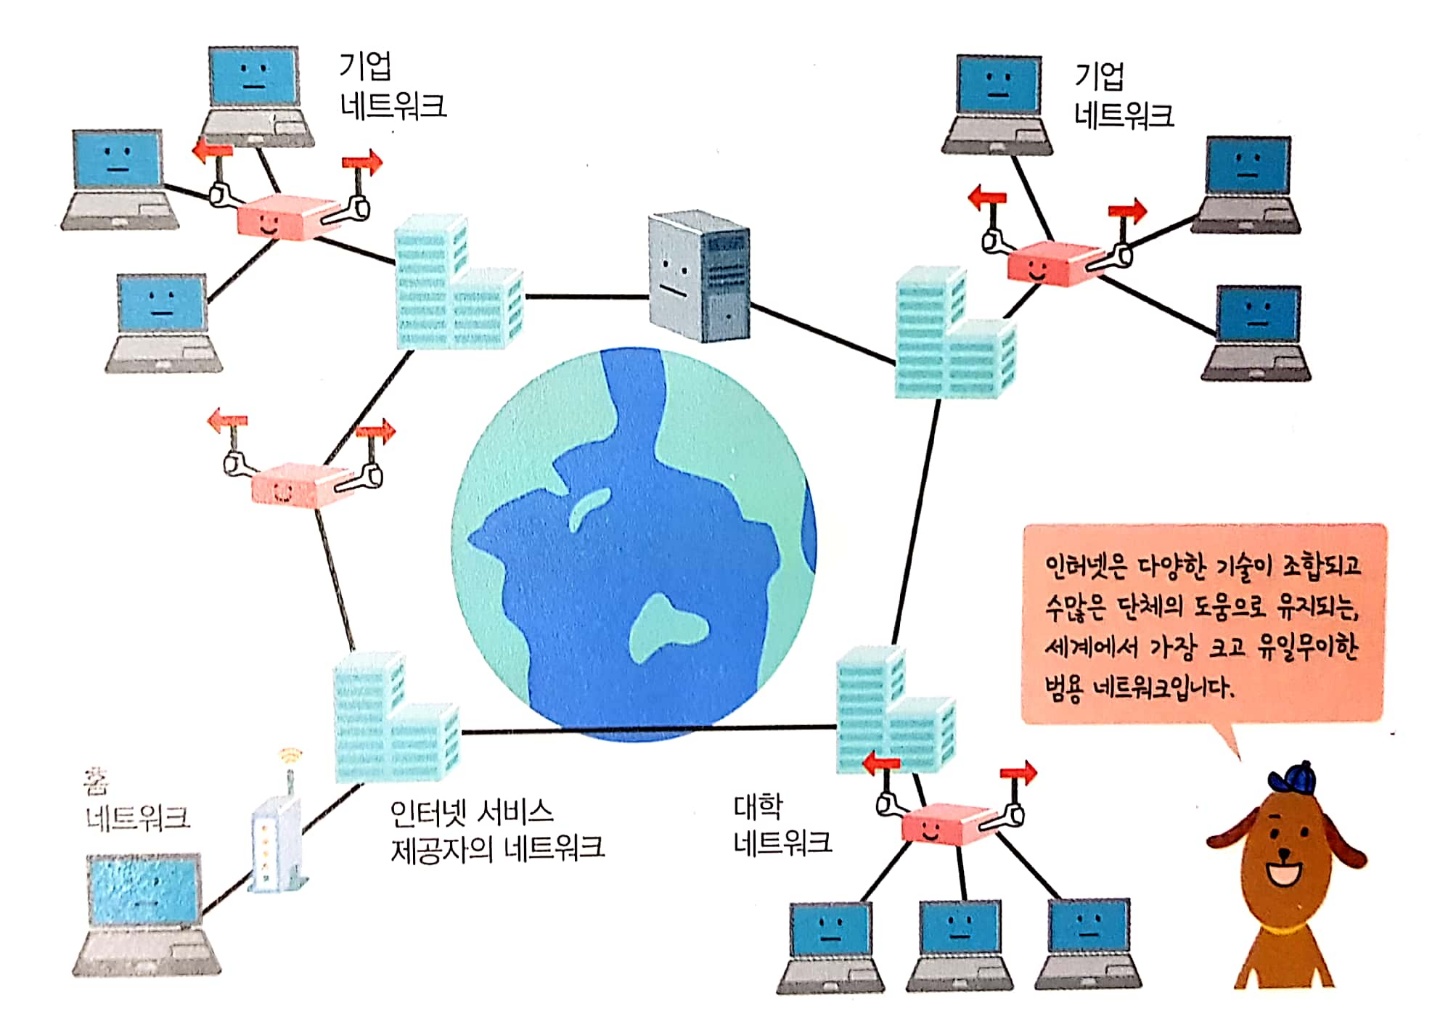 기업
네트워크
기업
네트워크
인터넷은 다양한 기술이 조합되고
수많은 단체의 도움으로 유지되는,
세계에서 가장 크고 유일무이한
범용 네트워크입니다.
홈
네트워크
인터넷 서비스
제공자의 네트워크
대학
네트워크